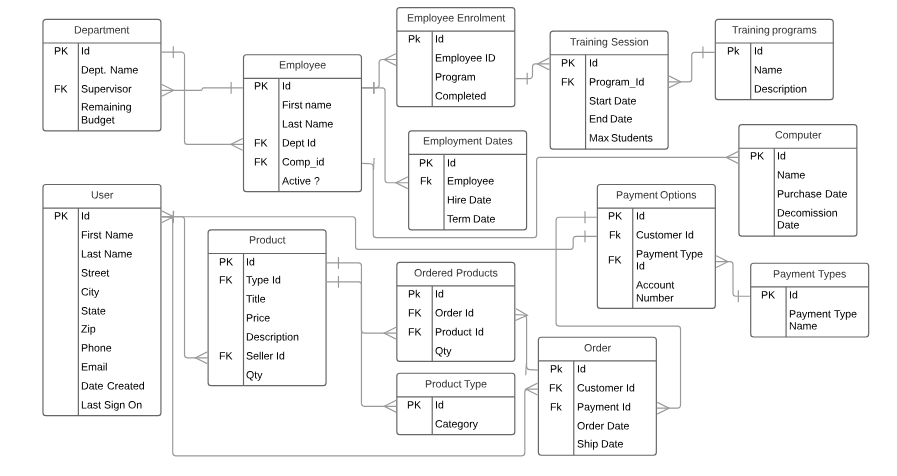 Department
PK Id
Dept. Name
FK Supervisor
Remaining
Budget
Employee
PK Id
First name
Last Name
FK Dept Id
FK Comp_id
Active ?
Employee Enrolment
Pk Id
Employee ID
Program
Completed
Training Session
PK Id
FK Program_Id
Start Date
End Date
Max Students
Training programs
Pk Id
Name
Description
Employment Dates
PK Id
Fk Employee
Hire Date
Term Date
Computer
PK Id
Name
Purchase Date
Decomission
Date
User
PK Id
First Name
Last Name
Street
City
State
Zip
Phone
Email
Date Created
Last Sign On
Product
PK Id
FK Type Id
Title
Price
Description
FK Seller Id
Qty
Ordered Products
Pk Id
FK Order Id
FK Product Id
Qty
Product Type
PK Id
Category
Payment Options
PK Id
Fk Customer Id
FK Payment Type
Id
Account
Number
Payment Types
PK Id
Payment Type
Name
Order
Pk Id
FK Customer Id
Fk Payment Id
Order Date
Ship Date